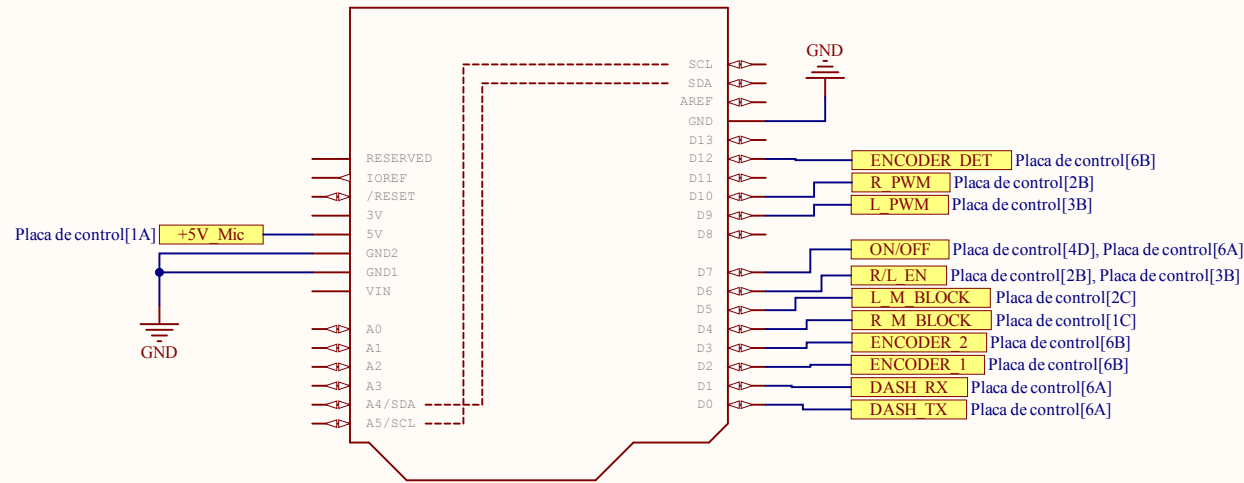 GND
SCL
SDA
AREF
GND
D13
RESERVED D12 ENCODER_DET Placa de control[6B]
IOREF D11
/RESET D10 R_PWM Placa de control[2B]
3V D9 L_PWM Placa de control[3B]
Placa de control[1A] +5V_Mic 5V D8
GND2 ON/OFF Placa de control[4D], Placa de control[6A]
GND1 D7
VIN D6 R/L_EN Placa de control[2B], Placa de control[3B]
D5 L_M_BLOCK Placa de control[2C]
A0 D4 R_M_BLOCK Placa de control[1C]
GND
A1 D3 ENCODER_2 Placa de control[6B]
A2 D2 ENCODER_1 Placa de control[6B]
A3 D1 DASH_RX Placa de control[6A]
A4/SDA D0 DASH_TX Placa de control[6A]
A5/SCL